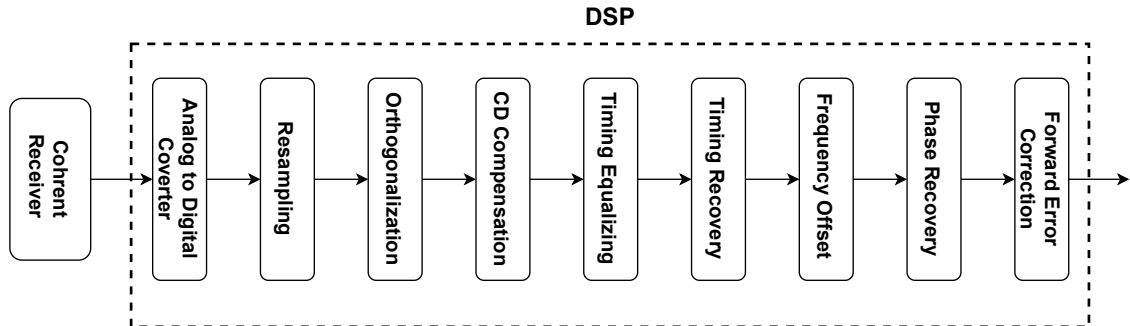 DSP
Cohrent
Receiver
Analog to Digital
Coverter
Resampling
Orthogonalization
CD Compensation
Timing Equalizing
Timing Recovery
Frequency Offset
Phase Recovery
Forward Error
Correction